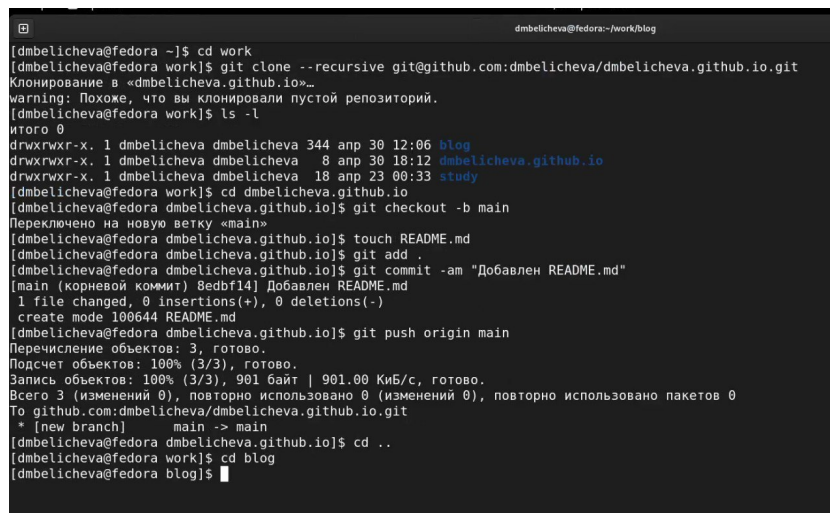 dmbelicheva@fedora:~/work/blog
[dmbelicheva@fedora ~]$ cd work
[dmbelicheva@fedora work]$ git clone --recursive git@github.com:dmbelicheva/dmbelicheva.github.io.git
Клонирование в «dmbelicheva.github.io»…
warning: Похоже, что вы клонировали пустой репозиторий.
[dmbelicheva@fedora work]$ ls -l
итого 0
drwxrwxr-x. 1 dmbelicheva dmbelicheva 344 апр 30 12:06 blog
drwxrwxr-x. 1 dmbelicheva dmbelicheva   8 апр 30 18:12 dmbelicheva.github.io
drwxrwxr-x. 1 dmbelicheva dmbelicheva  18 апр 23 00:33 study
[dmbelicheva@fedora work]$ cd dmbelicheva.github.io
[dmbelicheva@fedora dmbelicheva.github.io]$ git checkout -b main
Переключено на новую ветку «main»
[dmbelicheva@fedora dmbelicheva.github.io]$ touch README.md
[dmbelicheva@fedora dmbelicheva.github.io]$ git add .
[dmbelicheva@fedora dmbelicheva.github.io]$ git commit -am "Добавлен README.md"
[main (корневой коммит) 8edbf14] Добавлен README.md
 1 file changed, 0 insertions(+), 0 deletions(-)
 create mode 100644 README.md
[dmbelicheva@fedora dmbelicheva.github.io]$ git push origin main
Перечисление объектов: 3, готово.
Подсчет объектов: 100% (3/3), готово.
Запись объектов: 100% (3/3), 901 байт | 901.00 КиБ/с, готово.
Всего 3 (изменений 0), повторно использовано 0 (изменений 0), повторно использовано пакетов 0
To github.com:dmbelicheva/dmbelicheva.github.io.git
 * [new branch]      main -> main
[dmbelicheva@fedora dmbelicheva.github.io]$ cd ..
[dmbelicheva@fedora work]$ cd blog
[dmbelicheva@fedora blog]$